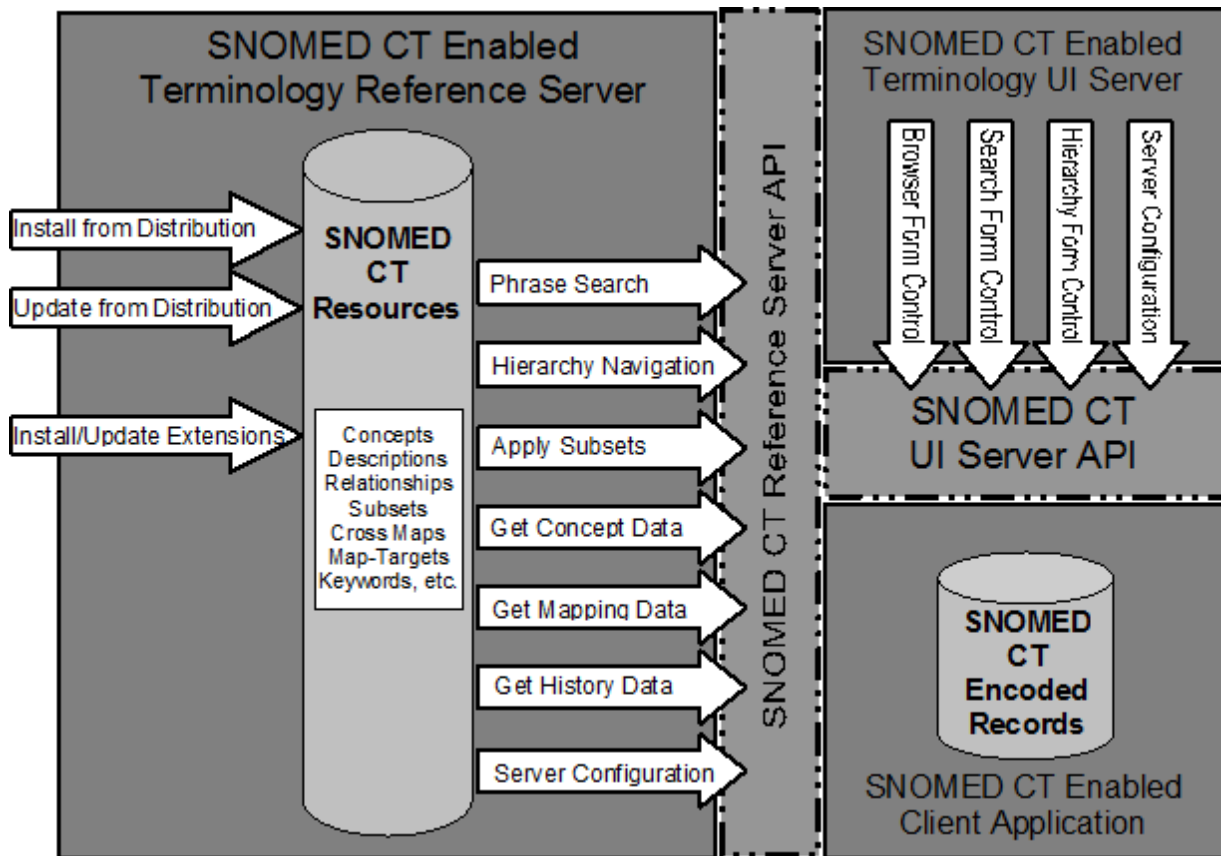 SNOMED CT Enabled
Terminology Reference Server
Install from Distribution
Update from Distribution
Install/Update Extensions
SNOMED
CT
Resources
Concepts
Descriptions
Relationships
Subsets
Cross Maps
Map-Targets
Keywords, etc.
Phrase Search
Hierarchy Navigation
Apply Subsets
Get Concept Data
Get Mapping Data
Get History Data
Server Configuration
SNOMED CT Reference Server API
SNOMED CT Enabled
Terminology UI Server
Browser Form Control
Search Form Control
Hierarchy Form Control
Server Configuration
SNOMED CT
UI Server API
SNOMED
CT
Encoded
Records
SNOMED CT Enabled
Client Application